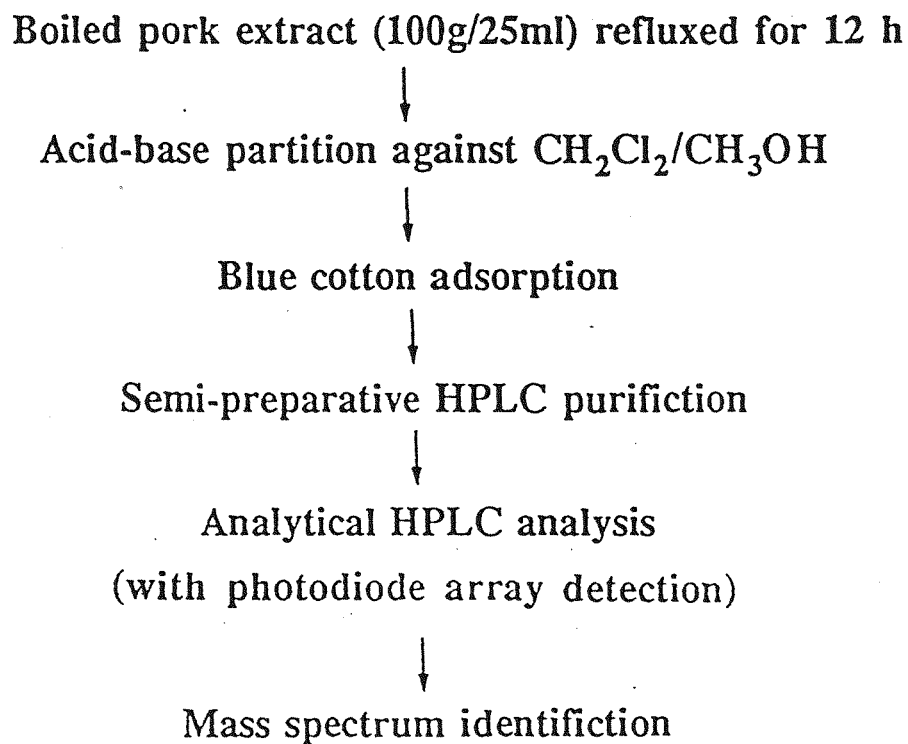 Boiled pork extract (100g/25ml) refluxed for 12 h
↓
Acid-base partition against CH₂Cl₂/CH₃OH
↓
Blue cotton adsorption
↓
Semi-preparative HPLC purifiction
↓
Analytical HPLC analysis
(with photodiode array detection)
↓
Mass spectrum identifiction